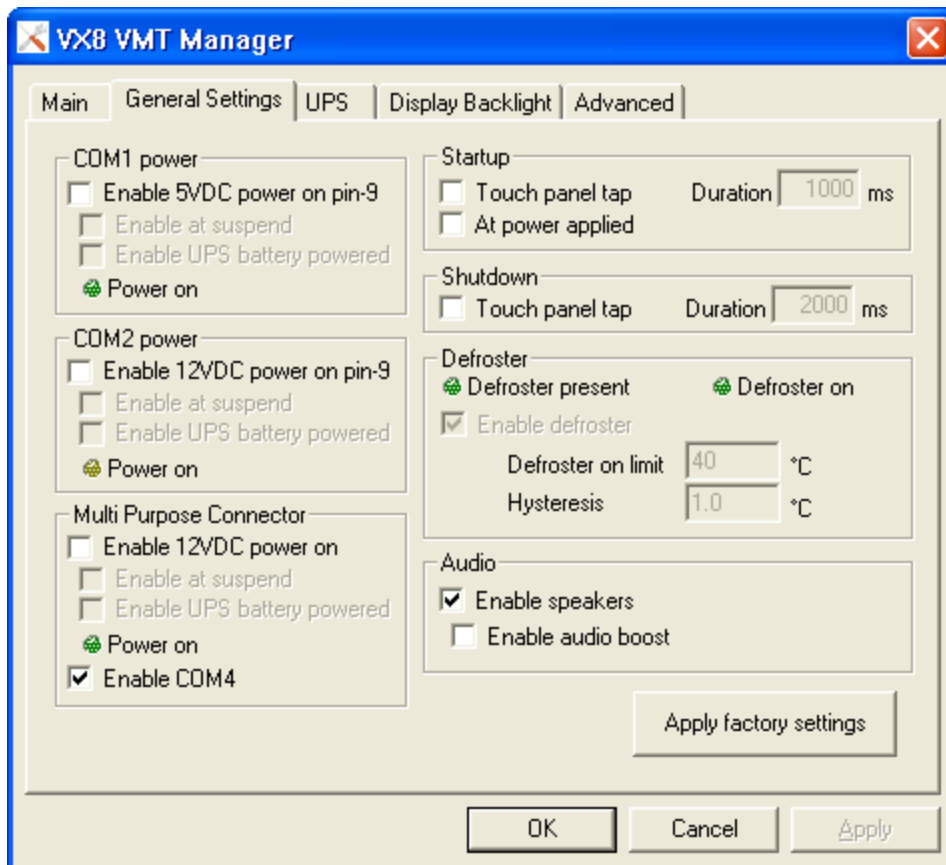 VX8 VMT Manager
Main
General Settings
UPS
Display Backlight
Advanced
COM1 power
Enable 5VDC power on pin-9
Enable at suspend
Enable UPS battery powered
Power on
COM2 power
Enable 12VDC power on pin-9
Enable at suspend
Enable UPS battery powered
Power on
Multi Purpose Connector
Enable 12VDC power on
Enable at suspend
Enable UPS battery powered
Power on
Enable COM4
Startup
Touch panel tap Duration 1000 ms
At power applied
Shutdown
Touch panel tap Duration 2000 ms
Defroster
Defroster present Defroster on
Enable defroster
Defroster on limit 40 °C
Hysteresis 1.0 °C
Audio
Enable speakers
Enable audio boost
Apply factory settings
OK
Cancel
Apply